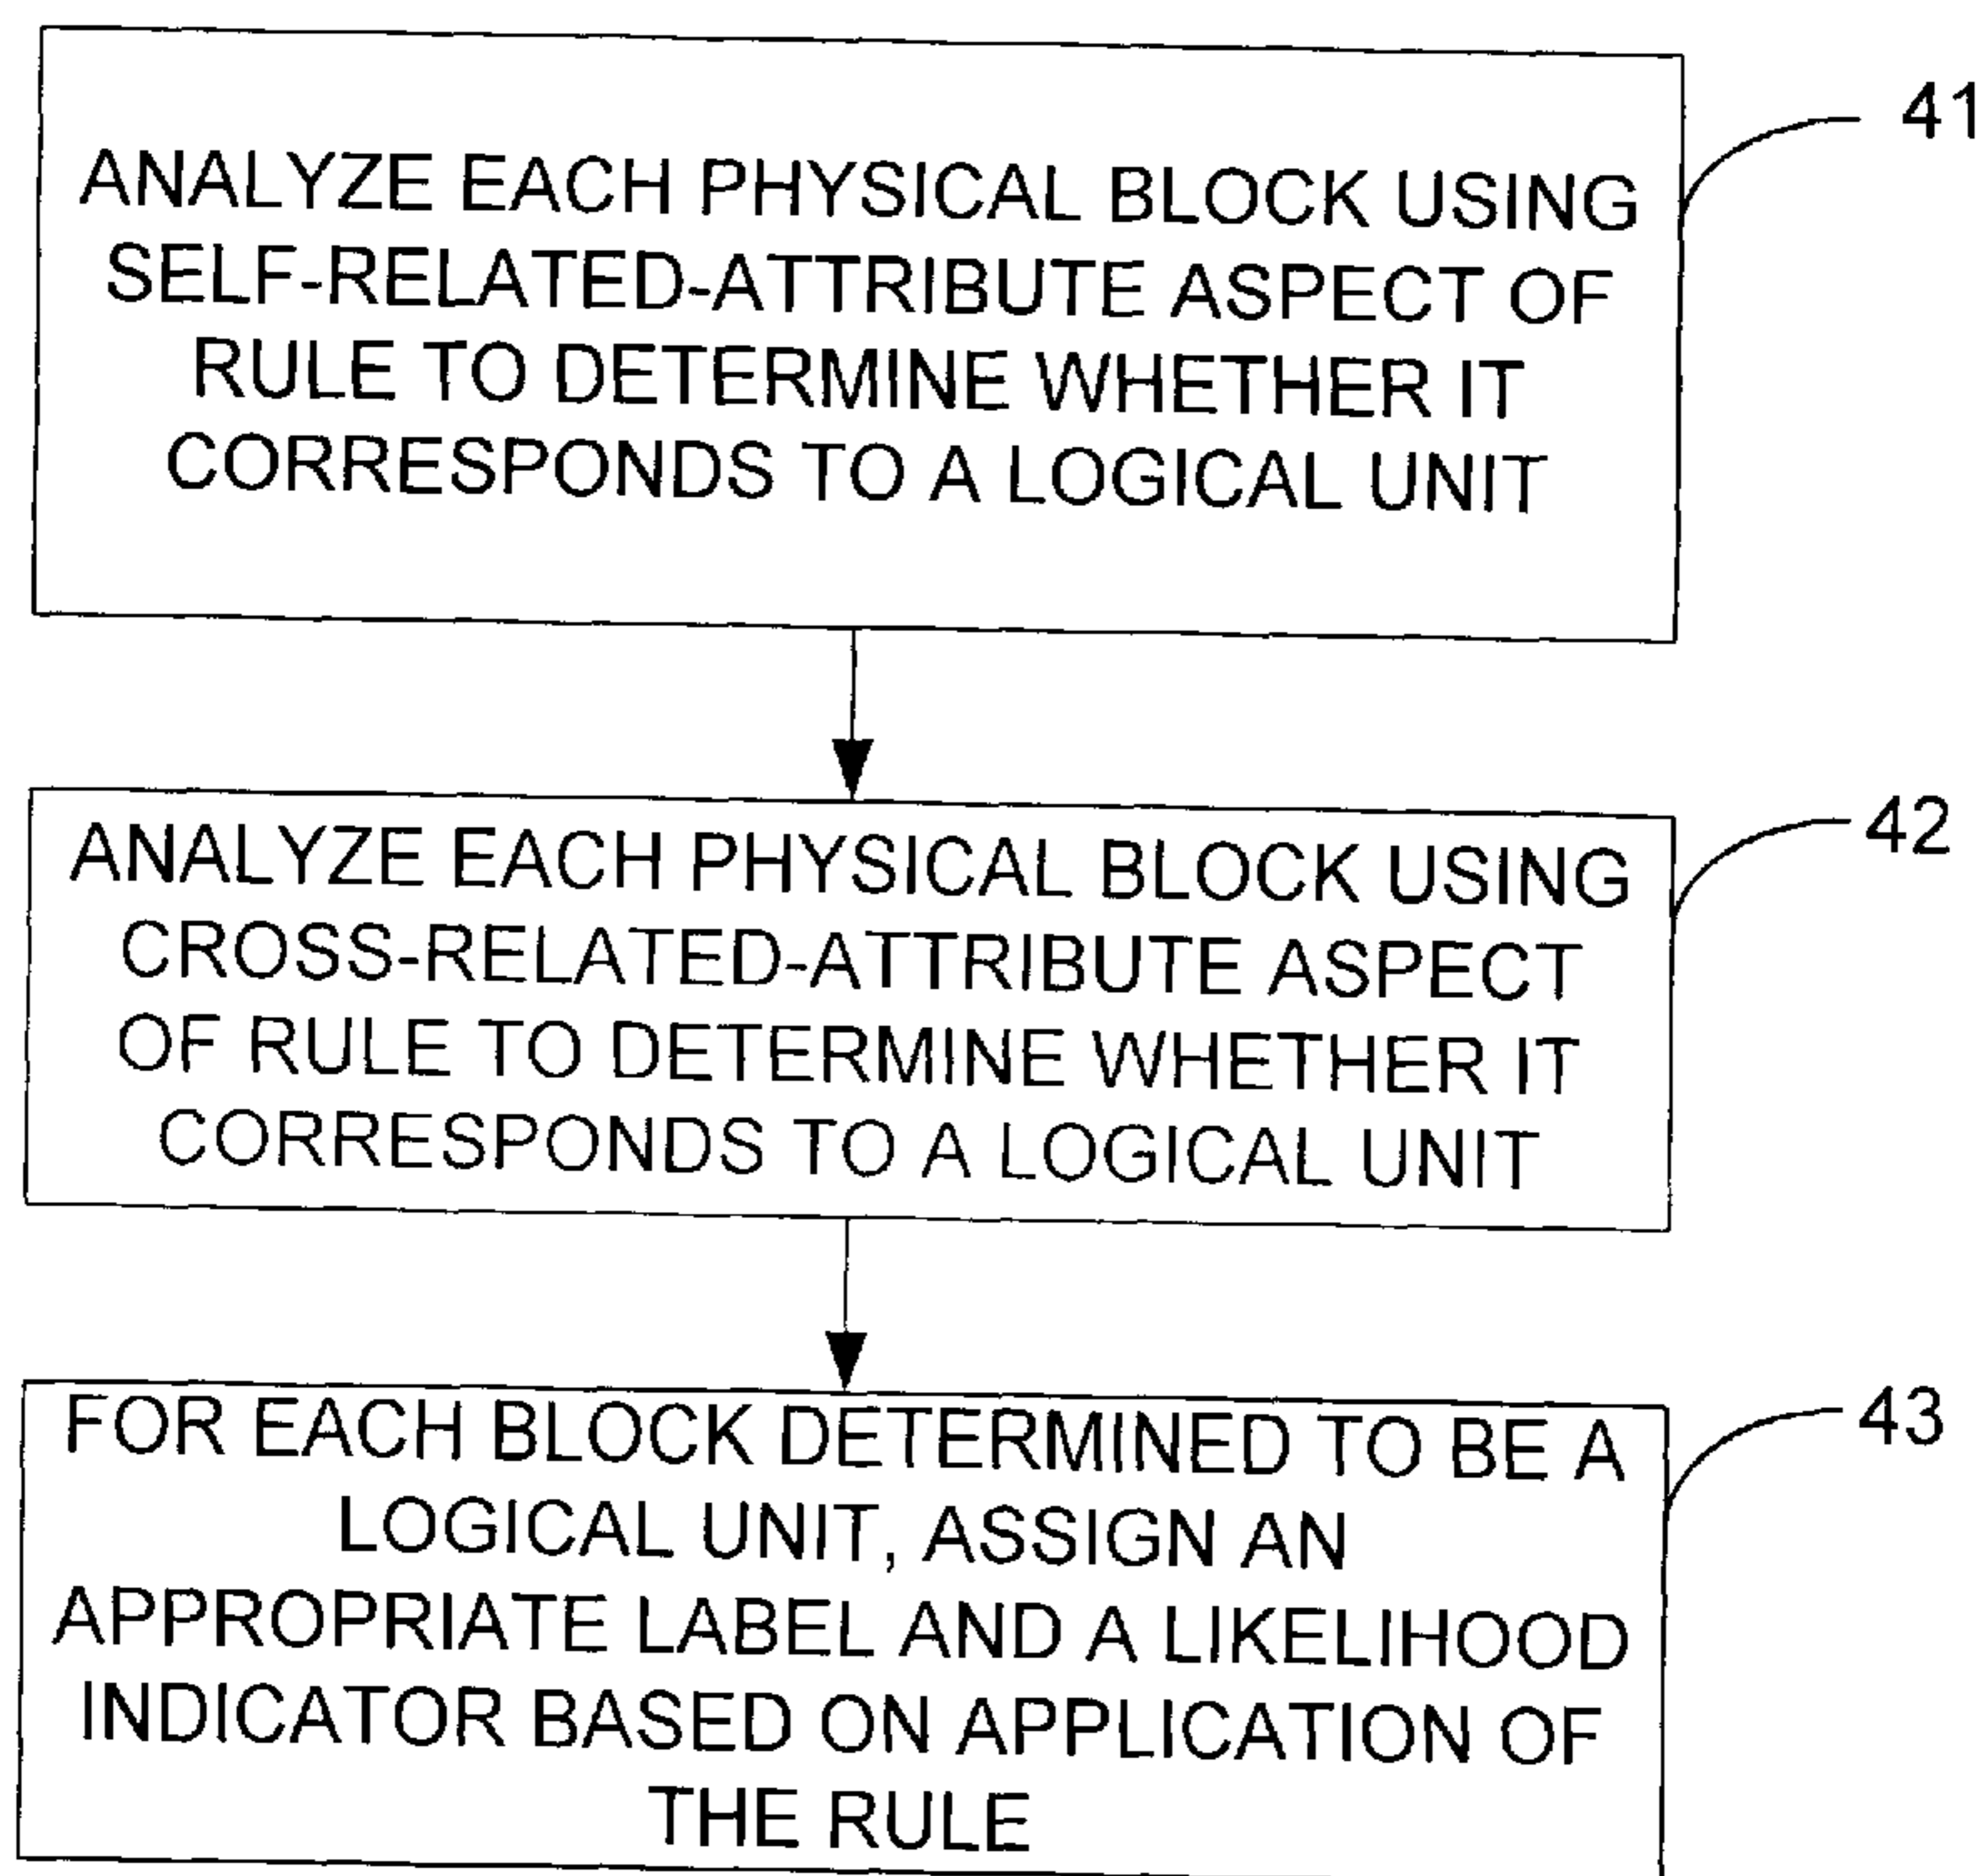 41
ANALYZE EACH PHYSICAL BLOCK USING
SELF-RELATED-ATTRIBUTE ASPECT OF
RULE TO DETERMINE WHETHER IT
CORRESPONDS TO A LOGICAL UNIT
42
ANALYZE EACH PHYSICAL BLOCK USING
CROSS-RELATED-ATTRIBUTE ASPECT
OF RULE TO DETERMINE WHETHER IT
CORRESPONDS TO A LOGICAL UNIT
43
FOR EACH BLOCK DETERMINED TO BE A
LOGICAL UNIT, ASSIGN AN
APPROPRIATE LABEL AND A LIKELIHOOD
INDICATOR BASED ON APPLICATION OF
THE RULE